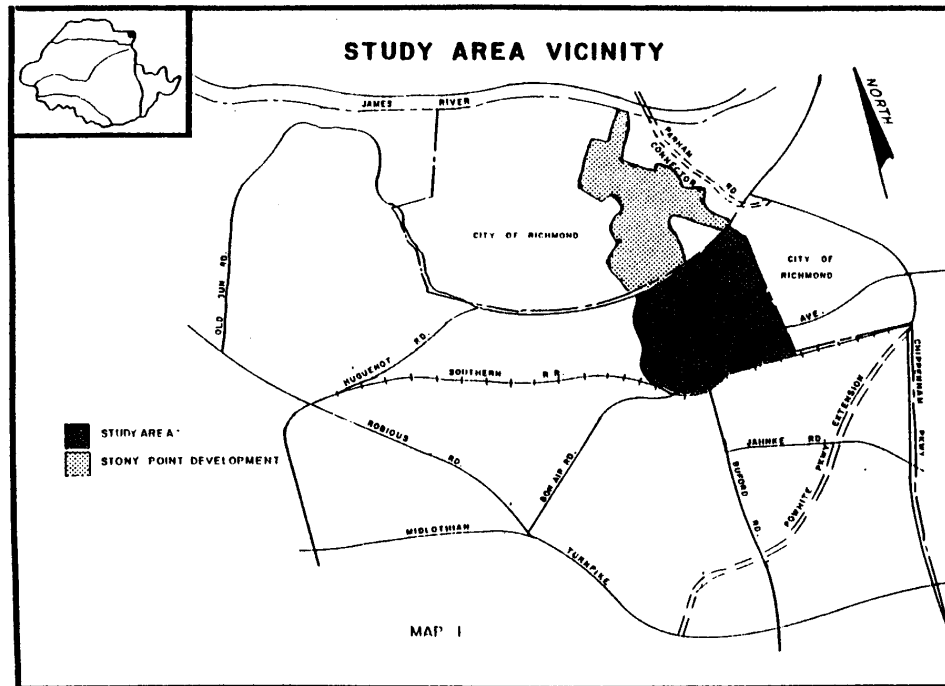 STUDY AREA VICINITY
NORTH
JAMES RIVER
PARHAM RD
CONNECTOR
CITY OF RICHMOND
CITY OF
RICHMOND
OLD GUN RD.
AVE.
HUGUENOT RD.
SOUTHERN R R
CHIPPENHAM PKWY
STUDY AREA
STONY POINT DEVELOPMENT
ROBIOUS RD
BON AIR RD.
BUFORD RD.
JAHNKE RD.
POWHITE PKWY EXTENSION
MIDLOTHIAN TURNPIKE
MAP I